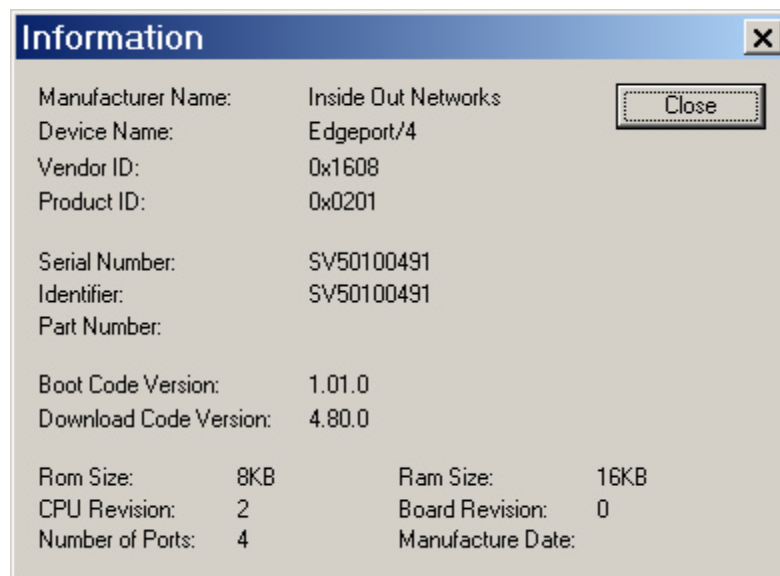 Information
Manufacturer Name: Inside Out Networks
Close
Device Name: Edgeport/4
Vendor ID: 0x1608
Product ID: 0x0201
Serial Number: SV50100491
Identifier: SV50100491
Part Number:
Boot Code Version: 1.01.0
Download Code Version: 4.80.0
Rom Size: 8KB Ram Size: 16KB
CPU Revision: 2 Board Revision: 0
Number of Ports: 4 Manufacture Date: